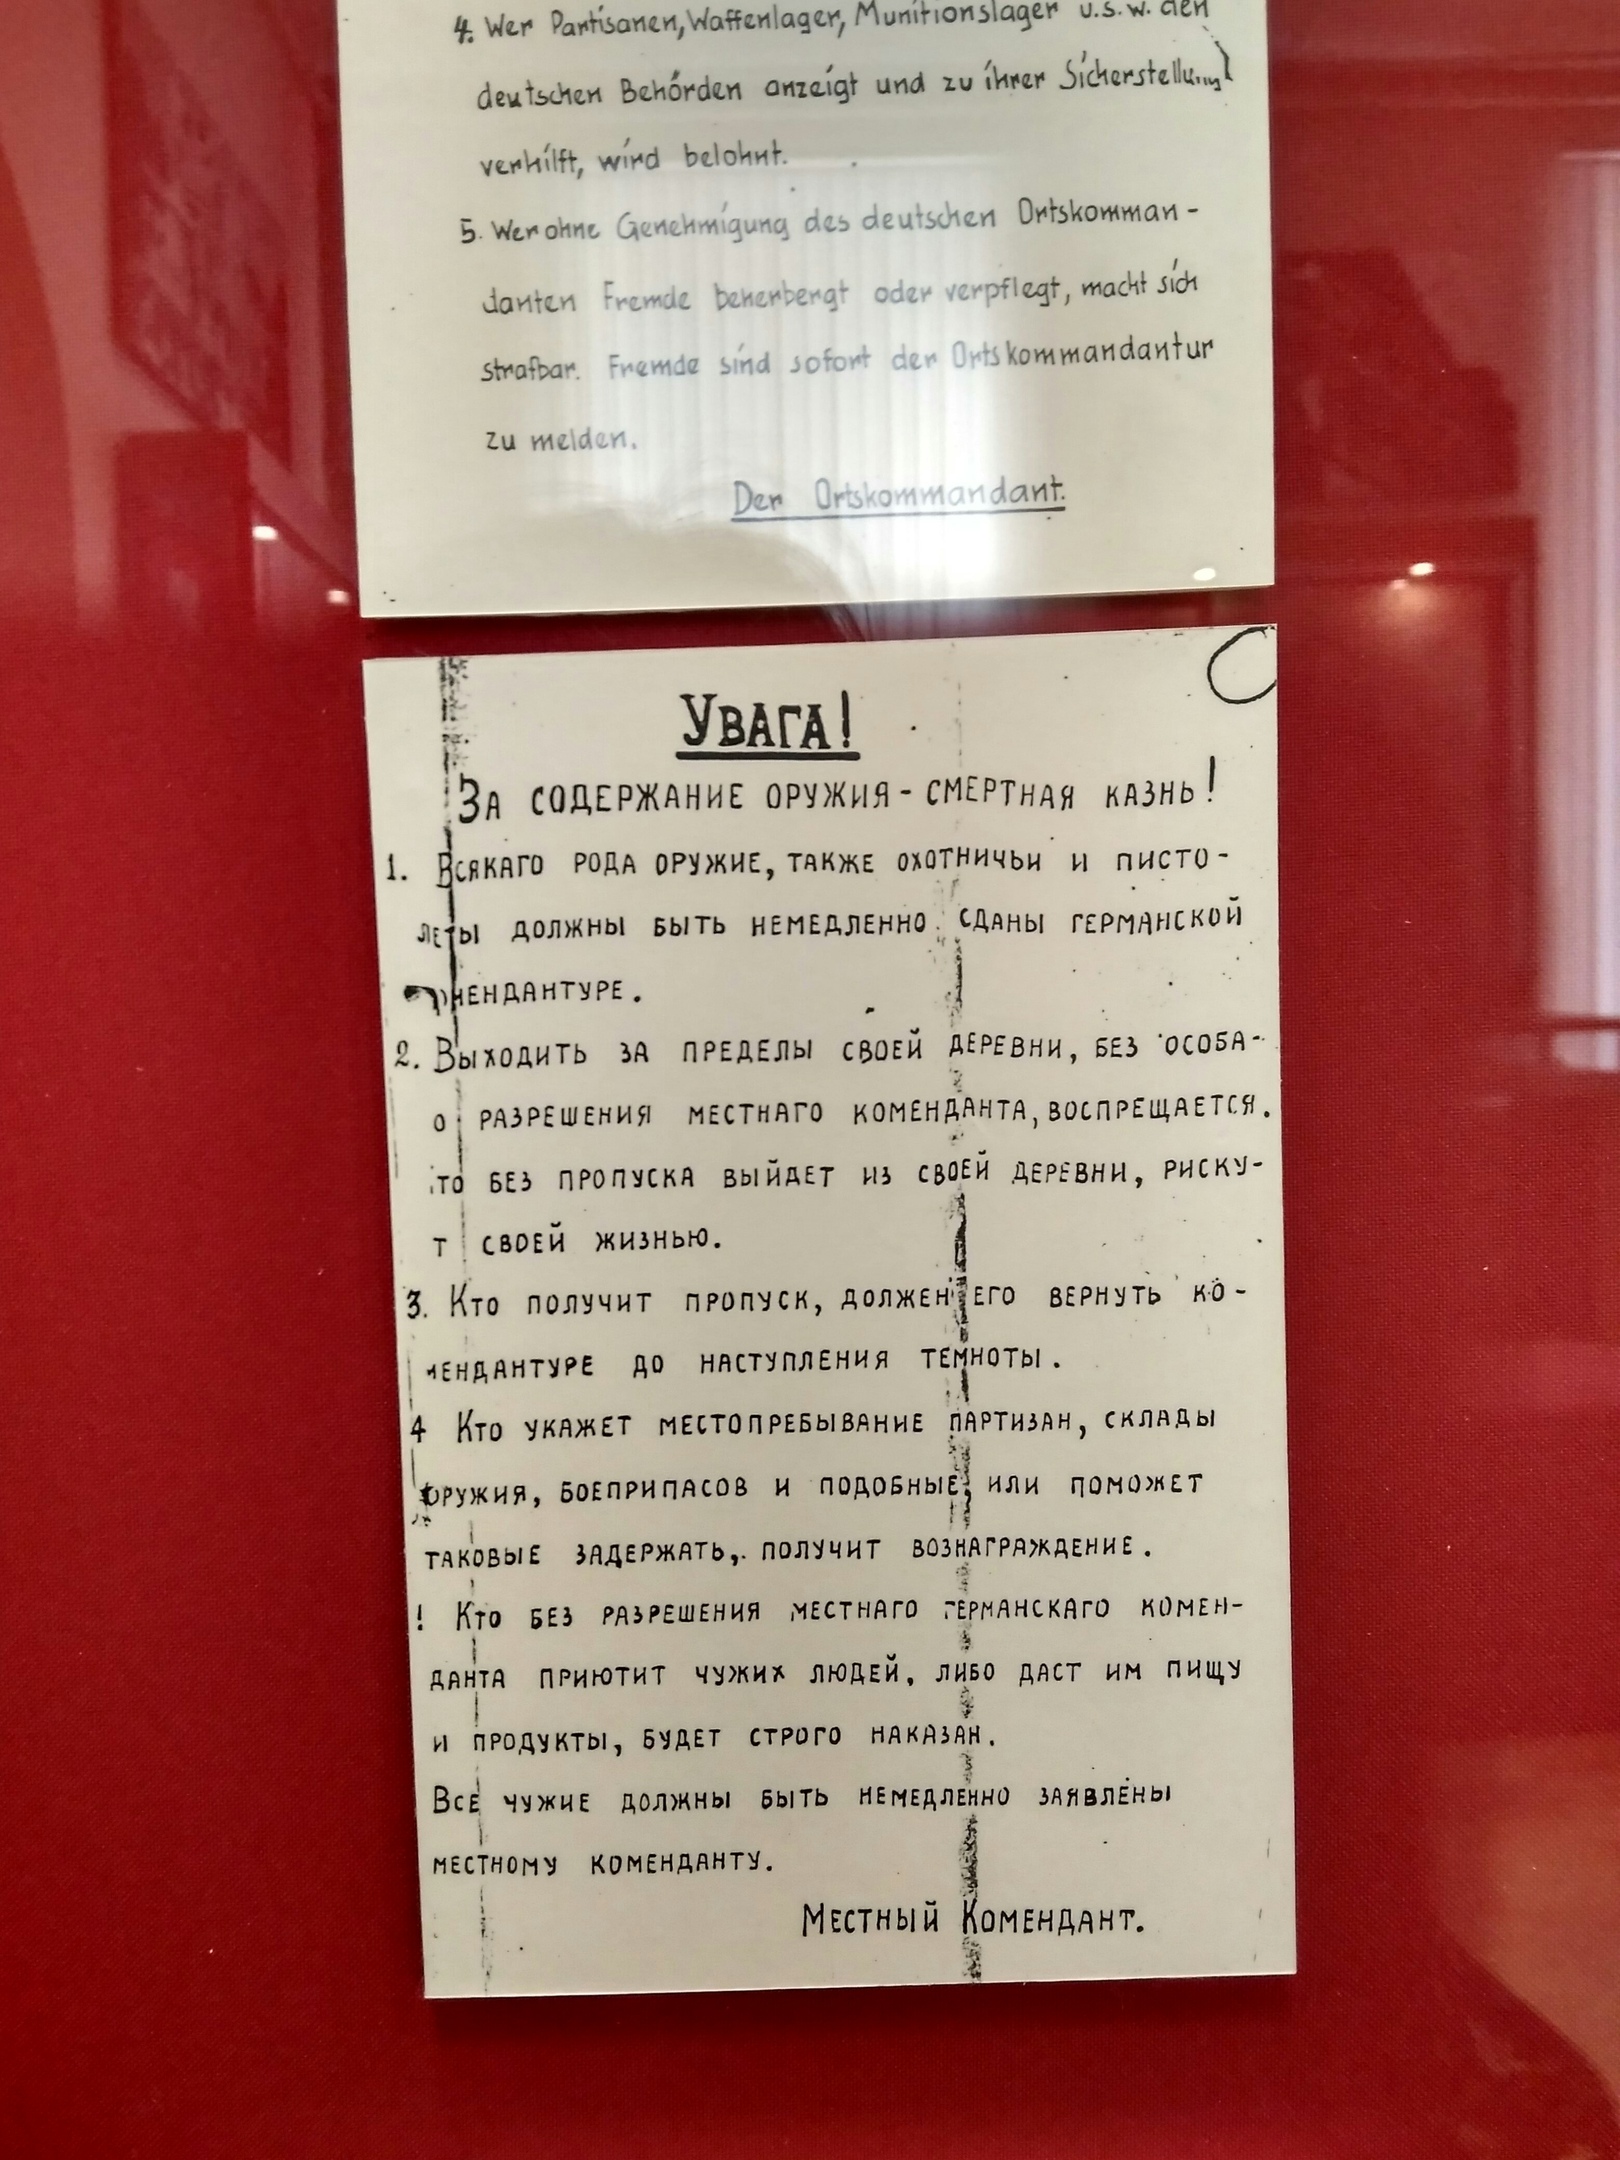 4. Wer Partisanen, Waffenlager, Munitionslager u.s.w. den
deutschen Behörden anzeigt und zu ihrer Sicherstellung
verhilft, wird belohnt.
5. Wer ohne Genehmigung des deutschen Ortskomman-
danten Fremde beherbergt oder verpflegt, macht sich
strafbar. Fremde sind sofort der Ortskommandantur
zu melden.
Der Ortskommandant.
УВАГА!
ЗА СОДЕРЖАНИЕ ОРУЖИЯ - СМЕРТНАЯ КАЗНЬ!
1. ВСЯКАГО РОДА ОРУЖИЕ, ТАКЖЕ ОХОТНИЧЬИ И ПИСТО-
ЛЕТЫ ДОЛЖНЫ БЫТЬ НЕМЕДЛЕННО СДАНЫ ГЕРМАНСКОЙ
МЕНДАНТУРЕ.
2. ВЫХОДИТЬ ЗА ПРЕДЕЛЫ СВОЕЙ ДЕРЕВНИ, БЕЗ ОСОБА-
О РАЗРЕШЕНИЯ МЕСТНАГО КОМЕНДАНТА, ВОСПРЕЩАЕТСЯ.
ТО БЕЗ ПРОПУСКА ВЫЙДЕТ ИЗ СВОЕЙ ДЕРЕВНИ, РИСКУ-
Т СВОЕЙ ЖИЗНЬЮ.
3. КТО ПОЛУЧИТ ПРОПУСК, ДОЛЖЕН ЕГО ВЕРНУТЬ КО-
МЕНДАНТУРЕ ДО НАСТУПЛЕНИЯ ТЕМНОТЫ.
4 КТО УКАЖЕТ МЕСТОПРЕБЫВАНИЕ ПАРТИЗАН, СКЛАДЫ
ОРУЖИЯ, БОЕПРИПАСОВ И ПОДОБНЫЕ, ИЛИ ПОМОЖЕТ
ТАКОВЫЕ ЗАДЕРЖАТЬ, ПОЛУЧИТ ВОЗНАГРАЖДЕНИЕ.
! КТО БЕЗ РАЗРЕШЕНИЯ МЕСТНАГО ГЕРМАНСКАГО КОМЕН-
ДАНТА ПРИЮТИТ ЧУЖИХ ЛЮДЕЙ, ЛИБО ДАСТ ИМ ПИЩУ
И ПРОДУКТЫ, БУДЕТ СТРОГО НАКАЗАН.
ВСЕ ЧУЖИЕ ДОЛЖНЫ БЫТЬ НЕМЕДЛЕННО ЗАЯВЛЕНЫ
МЕСТНОМУ КОМЕНДАНТУ.
МЕСТНЫЙ КОМЕНДАНТ.